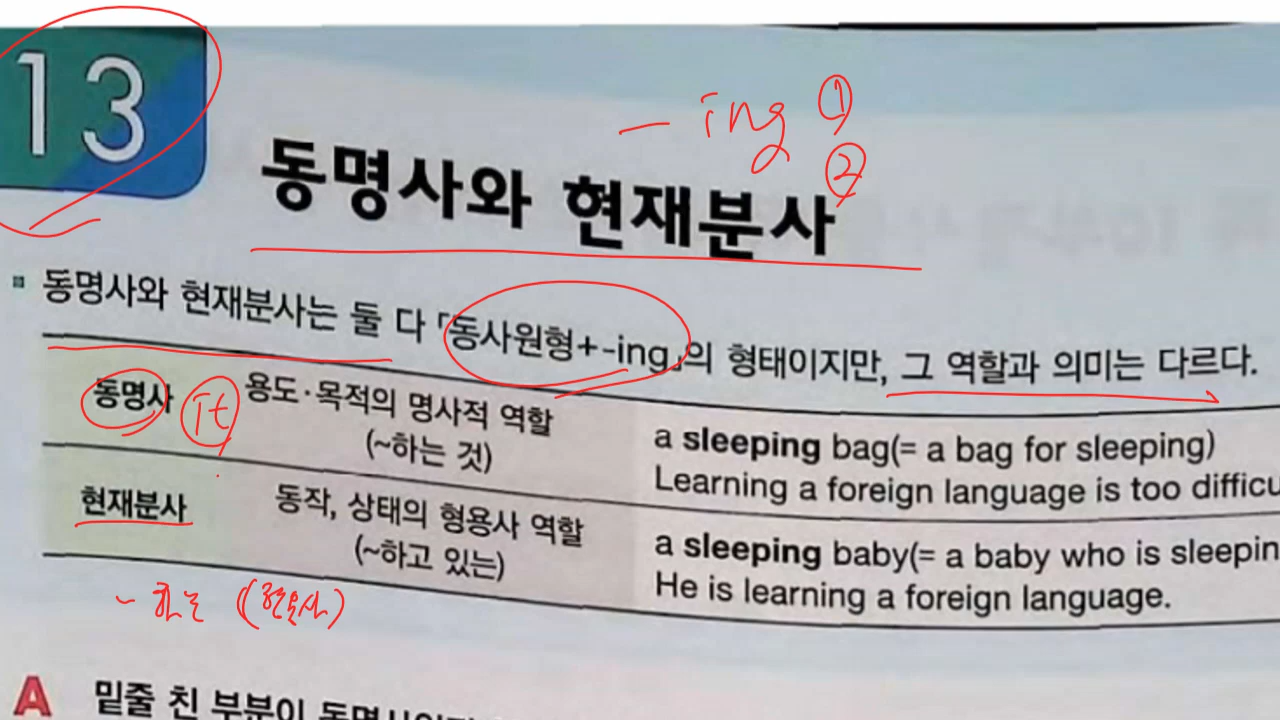 13
- ing ①
②
동명사와 현재분사
동명사와 현재분사는 둘 다 「동사원형+-ing」의 형태이지만, 그 역할과 의미는 다르다.
동명사 It 용도·목적의 명사적 역할
(~하는 것)
a sleeping bag(= a bag for sleeping)
Learning a foreign language is too
현재분사 동작, 상태의 형용사 역할
(~하고 있는)
a sleeping baby(= a baby who is
He is learning a foreign language.
~ 하는 (형용사)
A 밑줄 친 부분이